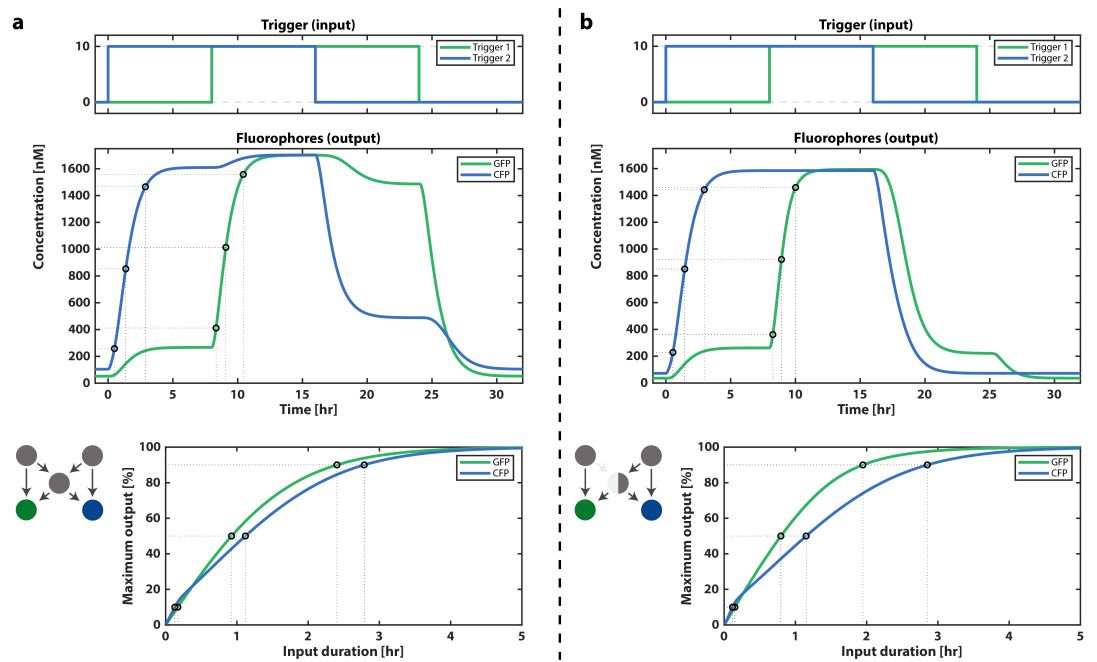 a
Trigger (input)
10
0
Trigger 1
Trigger 2
Fluorophores (output)
Concentration [nM]
1600
1400
1200
1000
800
600
400
200
0
GFP
CFP
0 5 10 15 20 25 30
Time [hr]
Maximum output [%]
100
80
60
40
20
0
GFP
CFP
0 1 2 3 4 5
Input duration [hr]
b
Trigger (input)
10
0
Trigger 1
Trigger 2
Fluorophores (output)
Concentration [nM]
1600
1400
1200
1000
800
600
400
200
0
GFP
CFP
0 5 10 15 20 25 30
Time [hr]
Maximum output [%]
100
80
60
40
20
0
GFP
CFP
0 1 2 3 4 5
Input duration [hr]